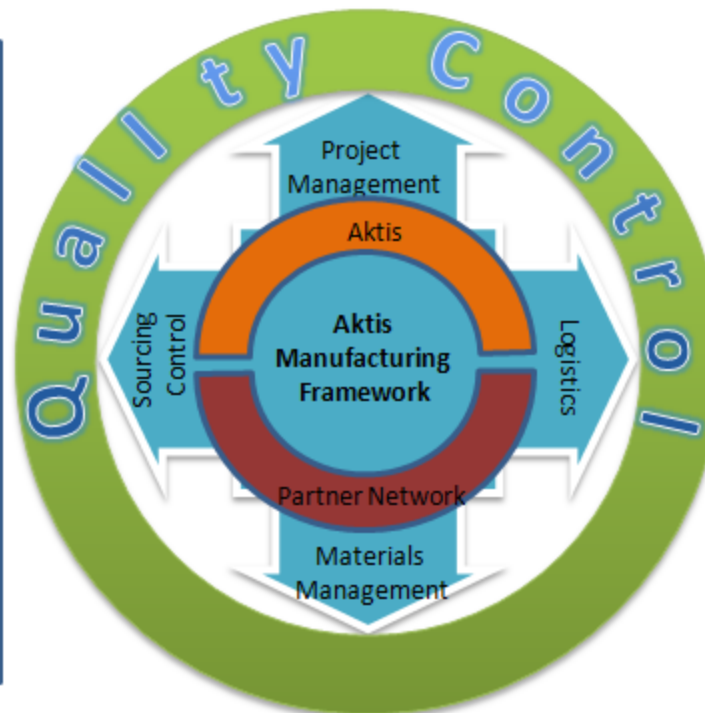 Quality Control
Project
Management
Aktis
Sourcing
Control
Aktis
Manufacturing
Framework
Logistics
Partner Network
Materials
Management